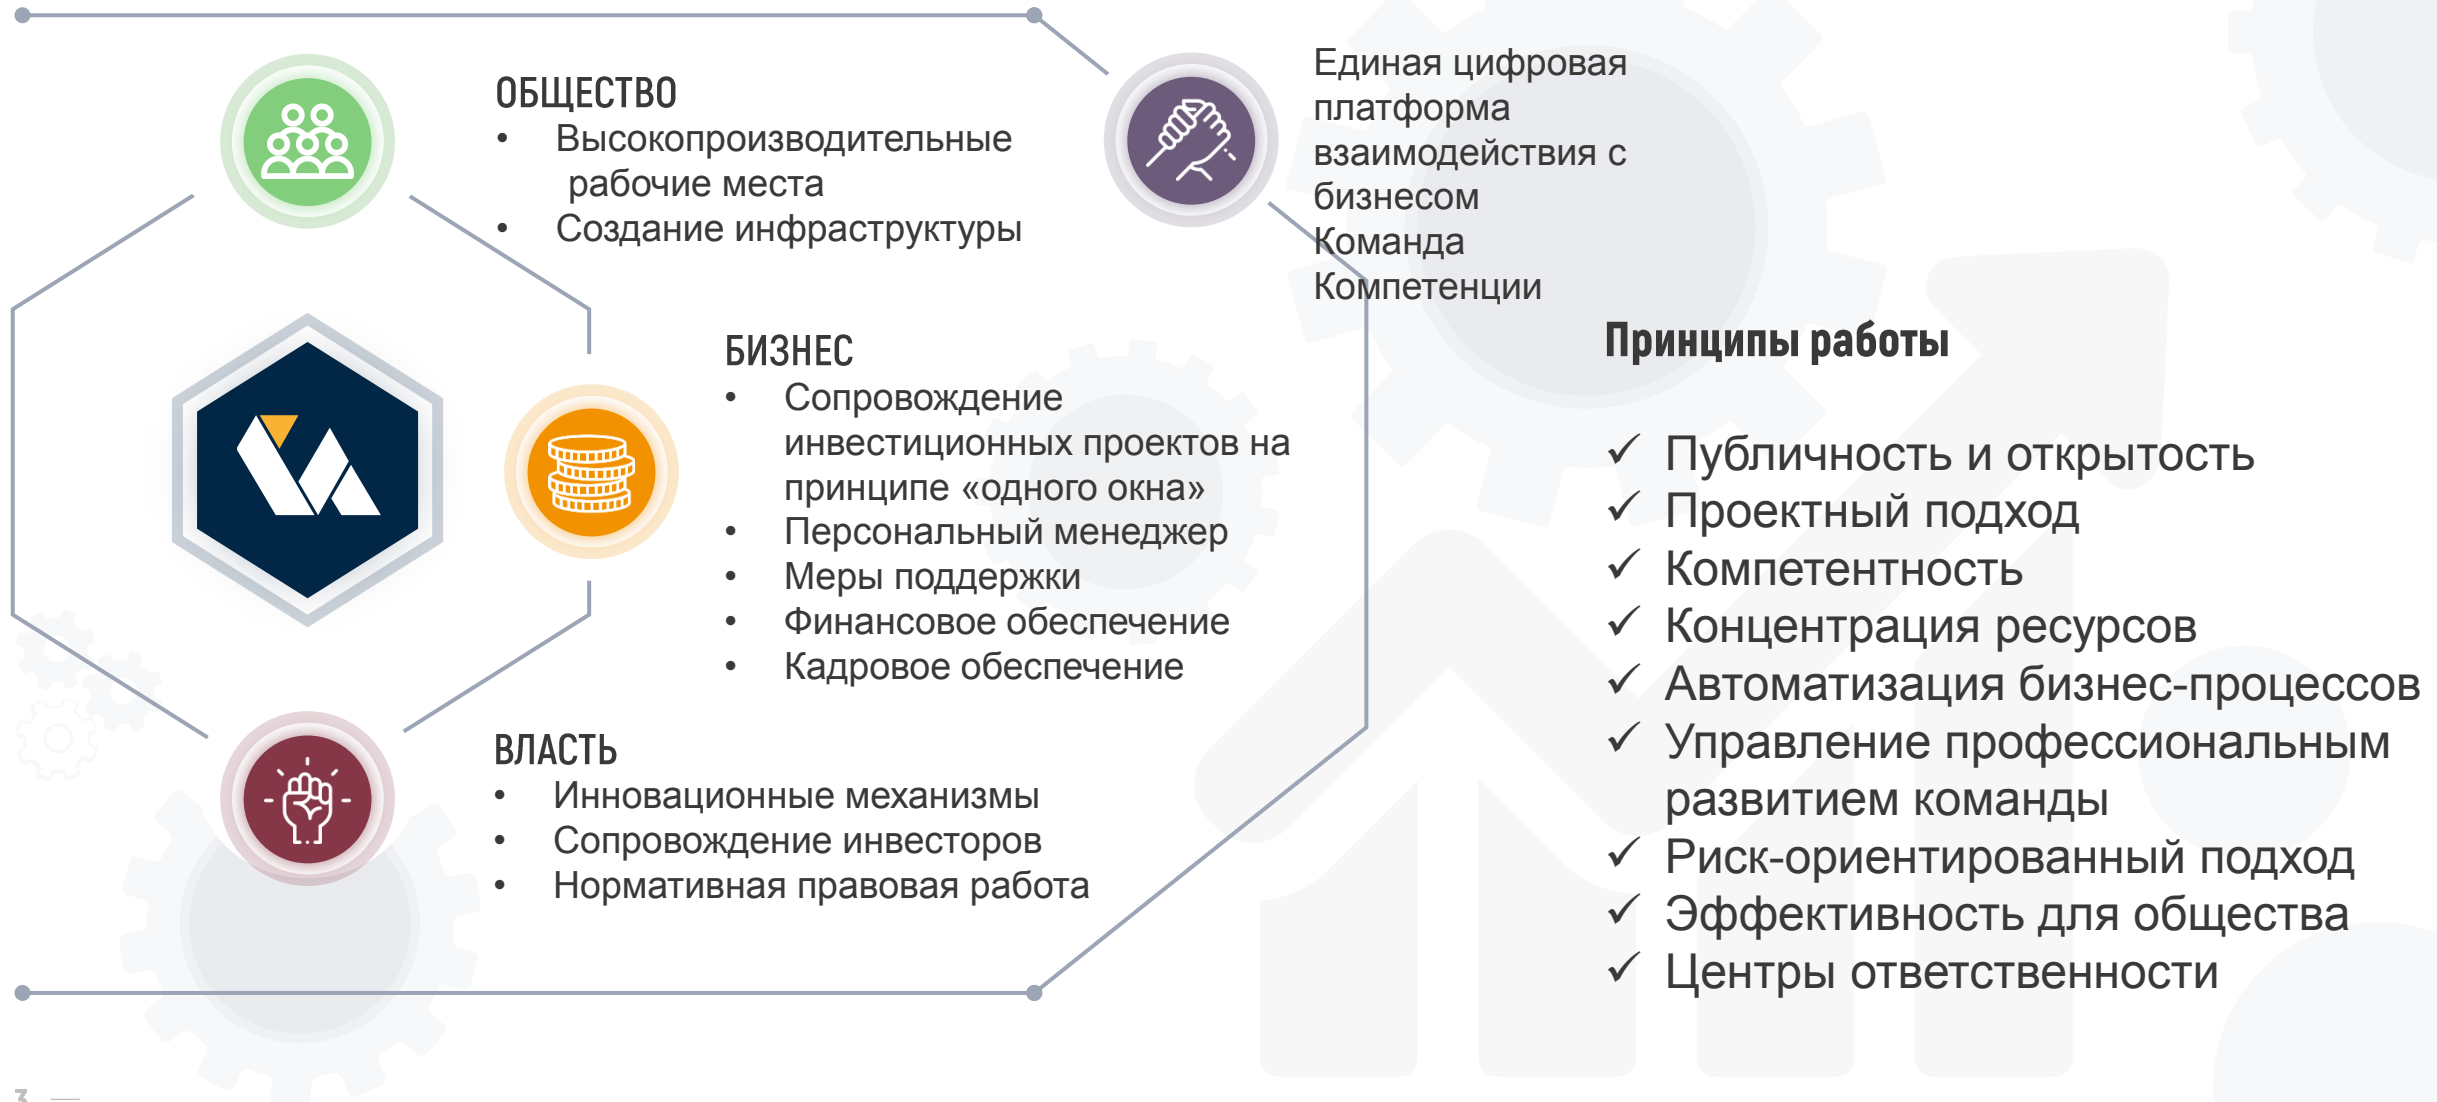 ОБЩЕСТВО
• Высокопроизводительные
рабочие места
• Создание инфраструктуры
Единая цифровая
платформа
взаимодействия с
бизнесом
Команда
Компетенции
БИЗНЕС
• Сопровождение
инвестиционных проектов на
принципе «одного окна»
• Персональный менеджер
• Меры поддержки
• Финансовое обеспечение
• Кадровое обеспечение
ВЛАСТЬ
• Инновационные механизмы
• Сопровождение инвесторов
• Нормативная правовая работа
Принципы работы
✓ Публичность и открытость
✓ Проектный подход
✓ Компетентность
✓ Концентрация ресурсов
✓ Автоматизация бизнес-процессов
✓ Управление профессиональным
развитием команды
✓ Риск-ориентированный подход
✓ Эффективность для общества
✓ Центры ответственности
3